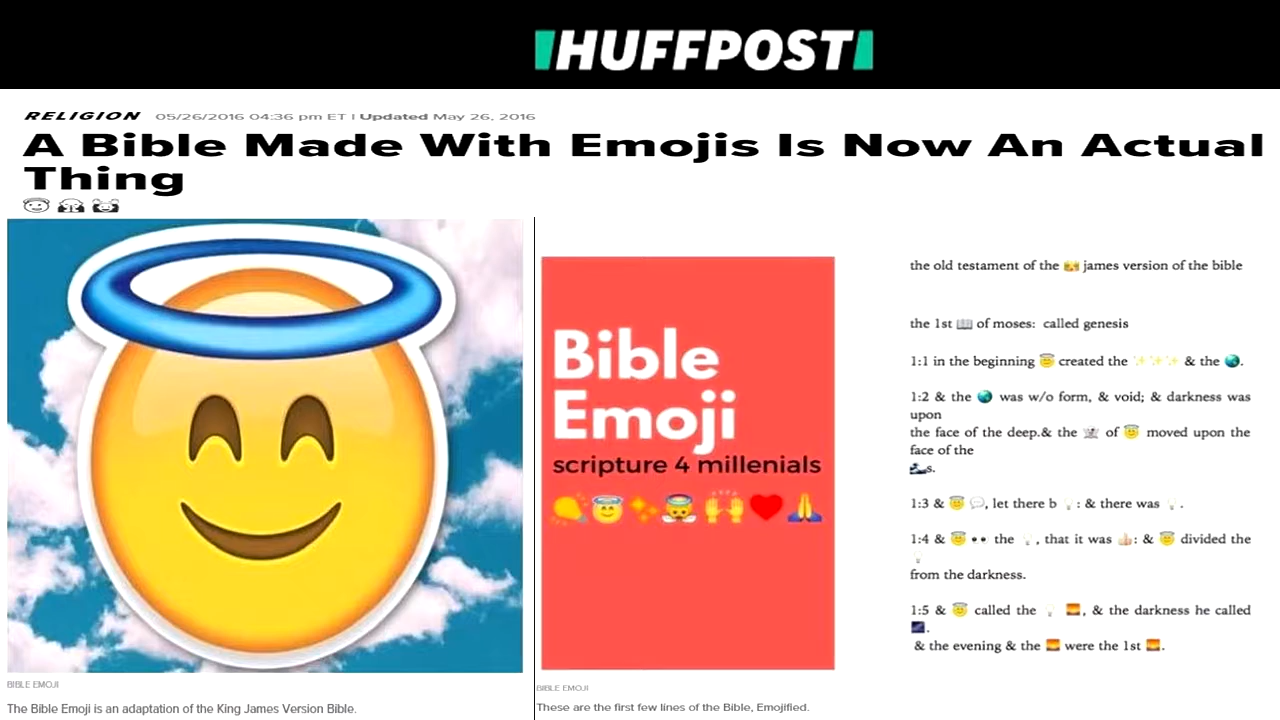 HUFFPOST
RELIGION 05/26/2016 04:36 pm ET | Updated May 26, 2016
A Bible Made With Emojis Is Now An Actual
Thing
😇 🙏 🙌
BIBLE EMOJI
The Bible Emoji is an adaptation of the King James Version Bible.
Bible
Emoji
scripture 4 millenials
BIBLE EMOJI
These are the first few lines of the Bible, Emojified.
the old testament of the 👑 james version of the bible
the 1st 📖 of moses: called genesis
1:1 in the beginning 😇 created the ✨✨✨ & the 🌏.
1:2 & the 🌏 was w/o form, & void; & darkness was
upon
the face of the deep.& the 👻 of 😇 moved upon the
face of the
🌊s.
1:3 & 😇 💬, let there b 💡: & there was 💡.
1:4 & 😇 👀 the 💡, that it was 👍: & 😇 divided the
💡
from the darkness.
1:5 & 😇 called the 💡 🌅, & the darkness he called
🌌.
& the evening & the 🌅 were the 1st 🌅.